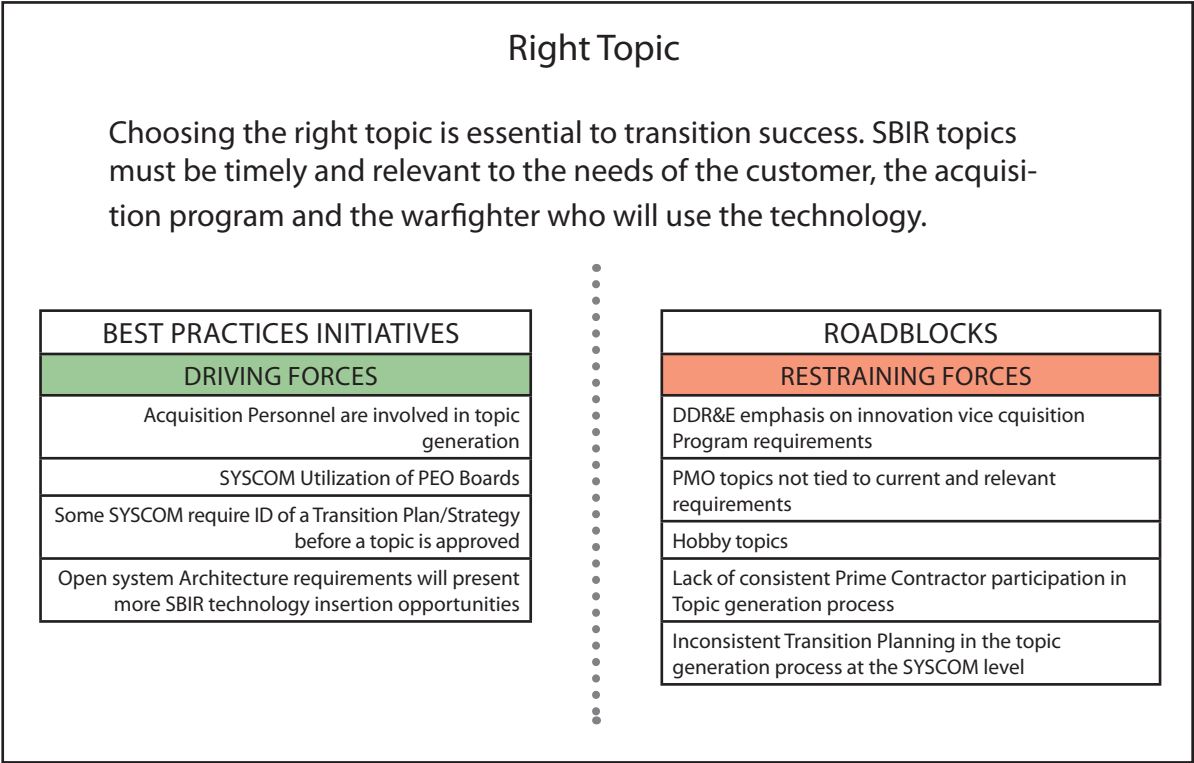 Right Topic
Choosing the right topic is essential to transition success. SBIR topics
must be timely and relevant to the needs of the customer, the acquisi-
tion program and the warfighter who will use the technology.
BEST PRACTICES INITIATIVES
DRIVING FORCES
Acquisition Personnel are involved in topic
generation
SYSCOM Utilization of PEO Boards
Some SYSCOM require ID of a Transition Plan/Strategy
before a topic is approved
Open system Architecture requirements will present
more SBIR technology insertion opportunities
ROADBLOCKS
RESTRAINING FORCES
DDR&E emphasis on innovation vice cquisition
Program requirements
PMO topics not tied to current and relevant
requirements
Hobby topics
Lack of consistent Prime Contractor participation in
Topic generation process
Inconsistent Transition Planning in the topic
generation process at the SYSCOM level